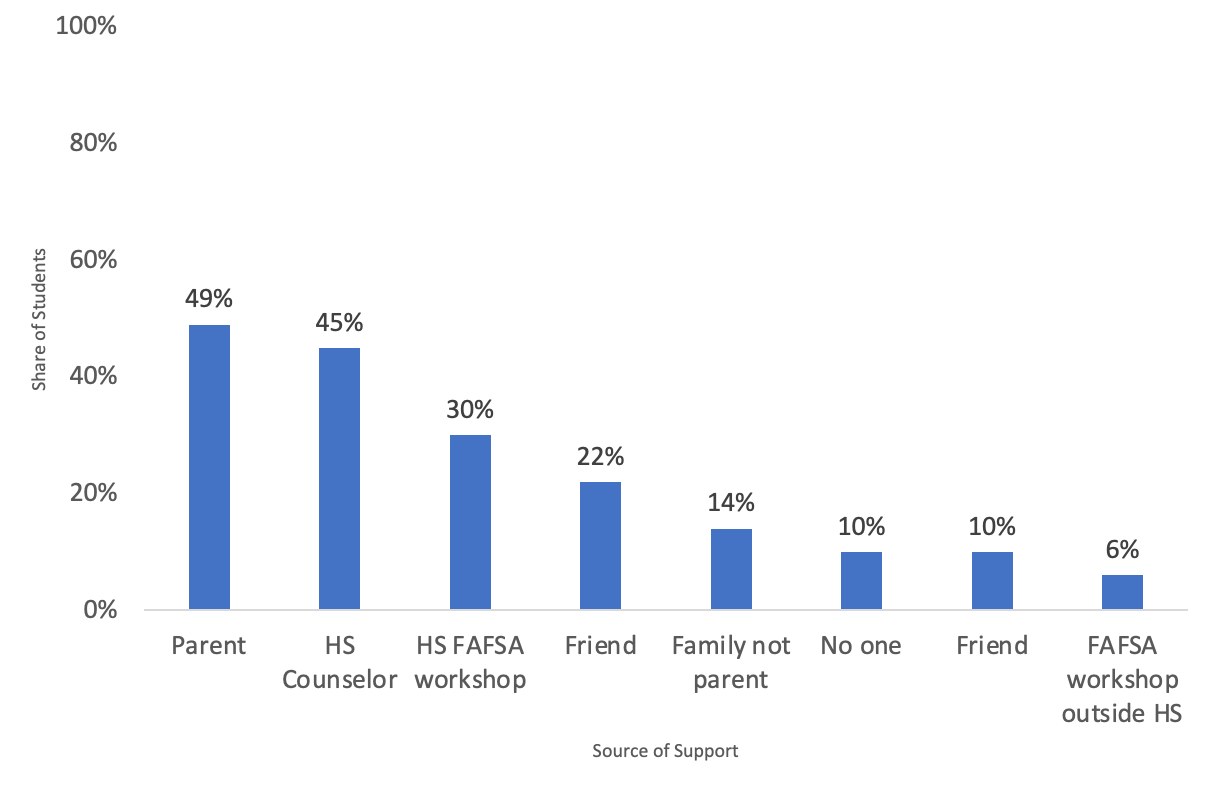 100%
80%
60%
40%
20%
0%
Share of Students
49%
45%
30%
22%
14%
10%
10%
6%
Parent
HS
Counselor
HS FAFSA
workshop
Friend
Family not
parent
No one
Friend
FAFSA
workshop
outside HS
Source of Support